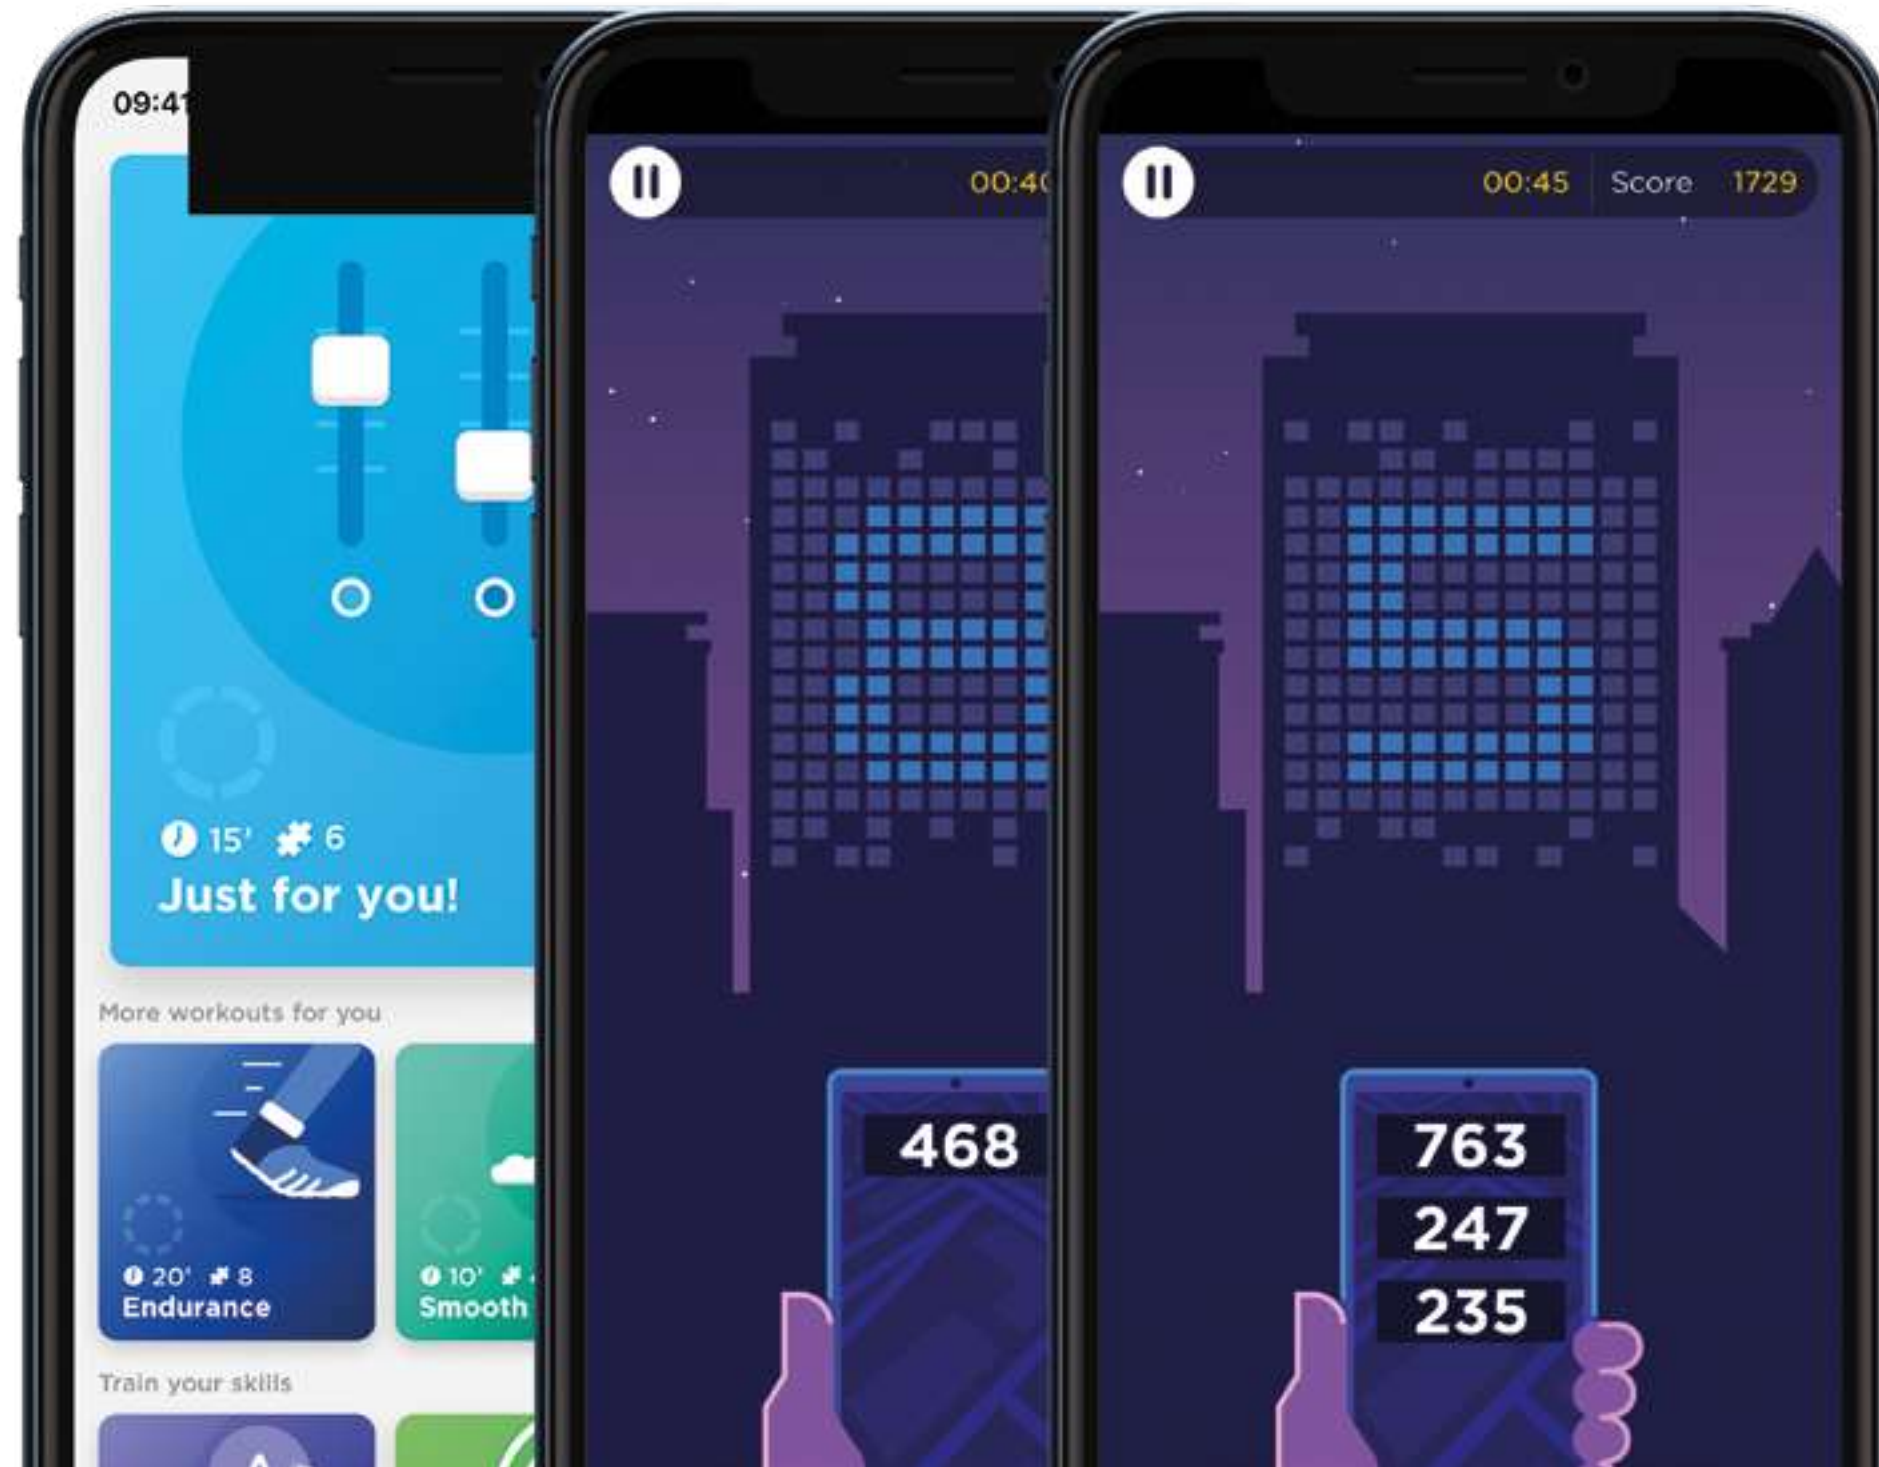 09:41
15' 6
Just for you!
More workouts for you
20' 8
Endurance
10'
Smooth
Train your skills
A
00:40
468
00:45 Score 1729
763
247
235